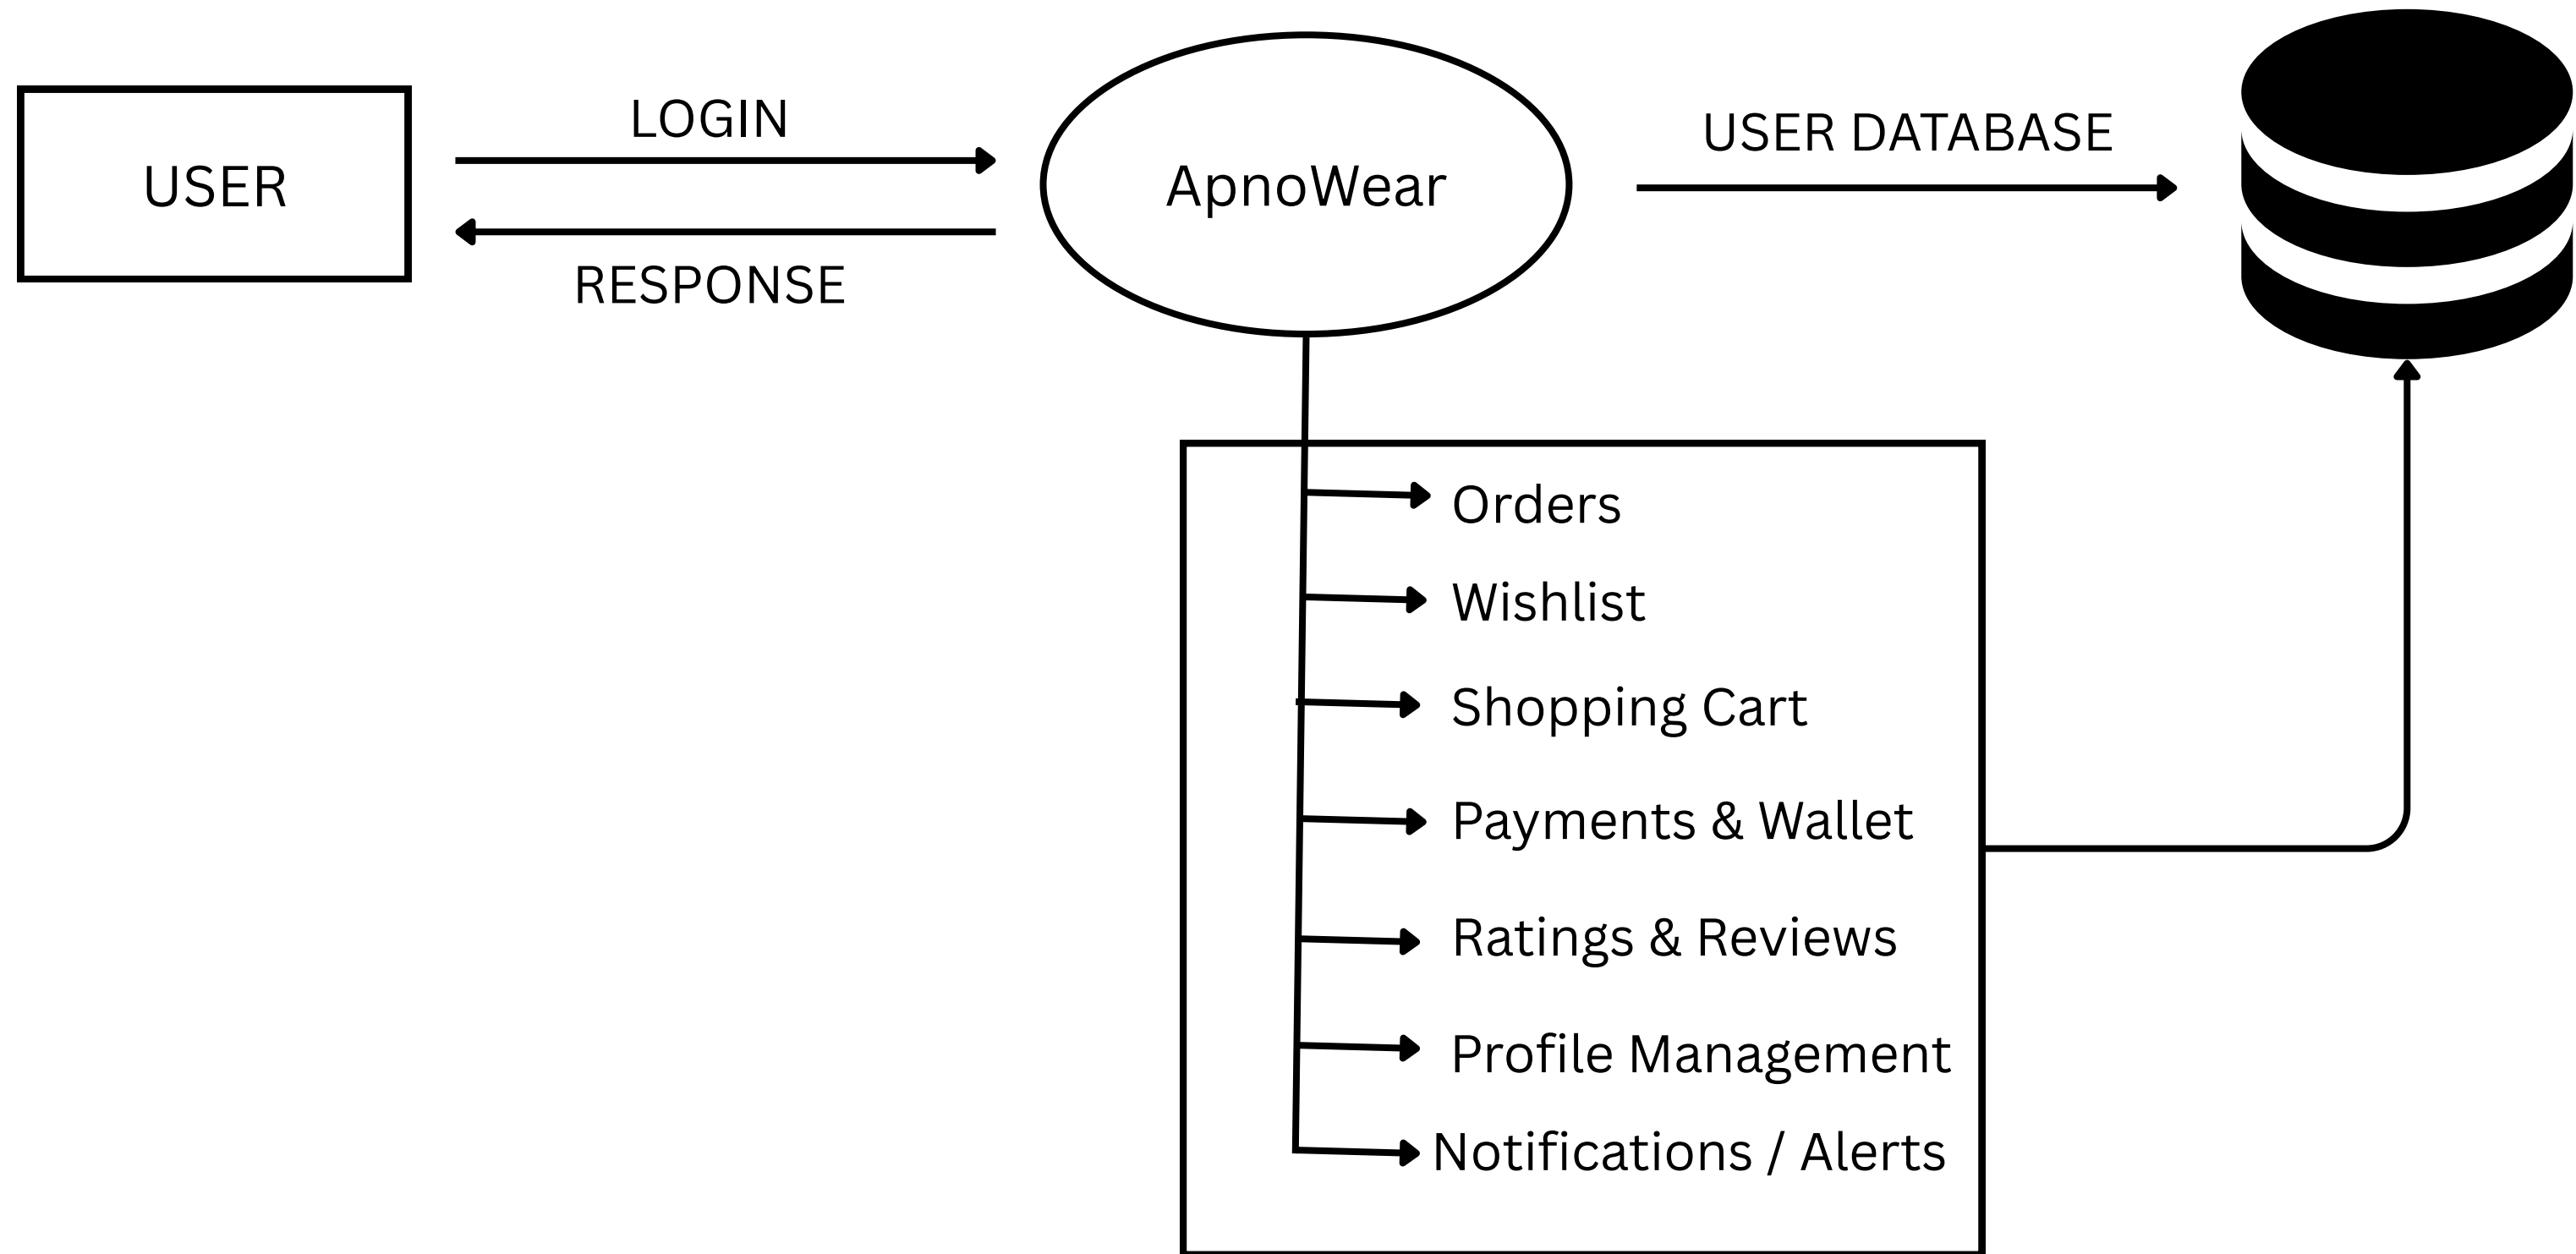 LOGIN
USER
RESPONSE
ApnoWear
USER DATABASE
Orders
Wishlist
Shopping Cart
Payments & Wallet
Ratings & Reviews
Profile Management
Notifications / Alerts